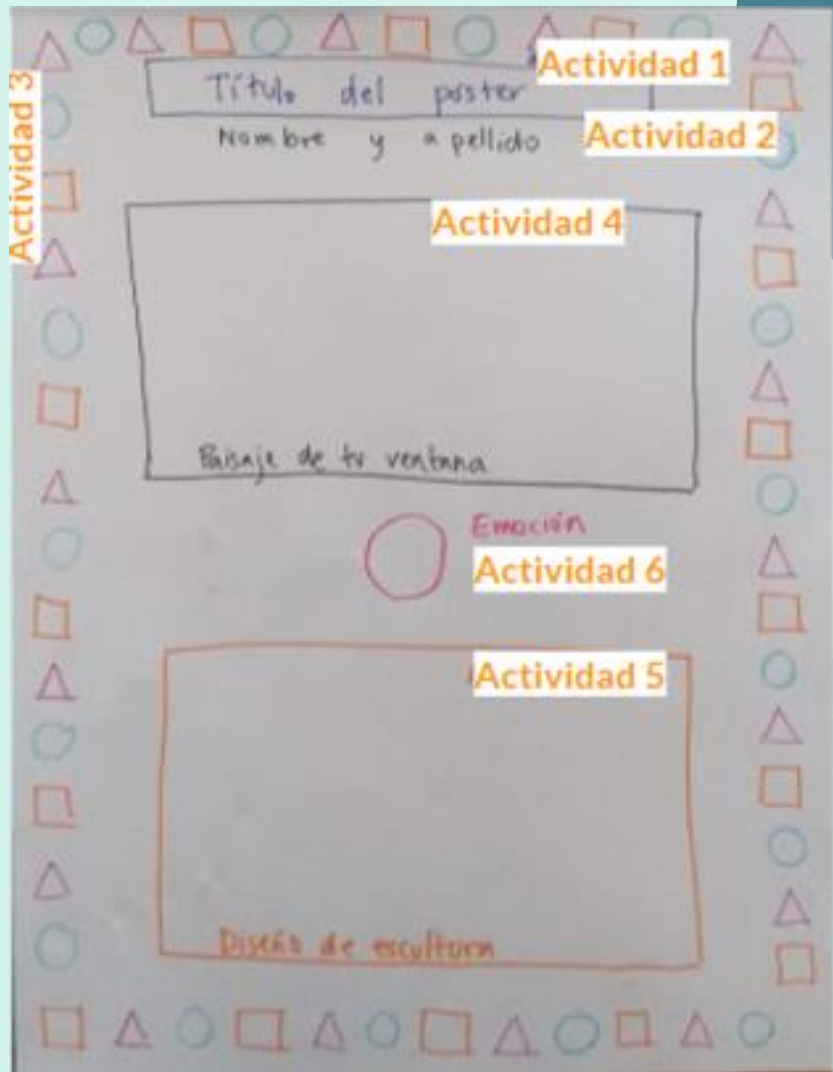 Actividad 1
Título del póster
Nombre y apellido
Actividad 2
Actividad 3
Actividad 4
Paisaje de tu ventana
Emoción
Actividad 6
Actividad 5
Diseño de escultura